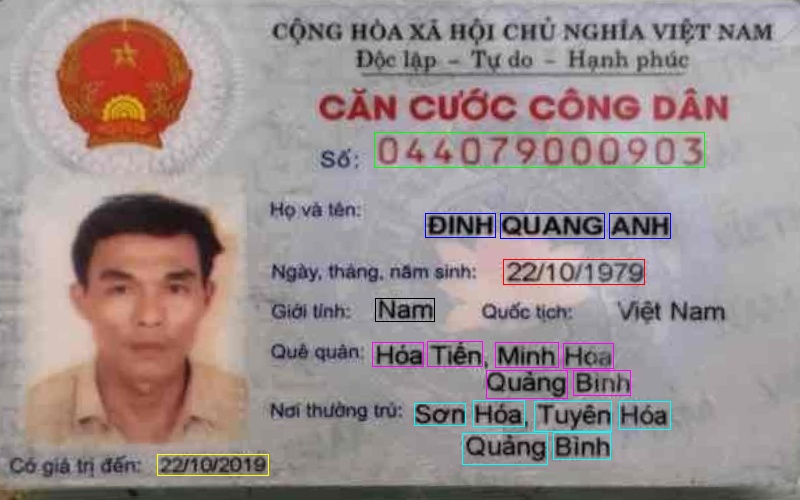 CỘNG HÒA XÃ HỘI CHỦ NGHĨA VIỆT NAM
Độc lập - Tự do - Hạnh phúc
CĂN CƯỚC CÔNG DÂN
Số: 044079000903
Họ và tên:
ĐINH QUANG ANH
Ngày, tháng, năm sinh: 22/10/1979
Giới tính: Nam Quốc tịch: Việt Nam
Quê quán: Hóa Tiến, Minh Hóa
Quảng Bình
Nơi thường trú: Sơn Hóa, Tuyên Hóa
Quảng Bình
Có giá trị đến: 22/10/2019